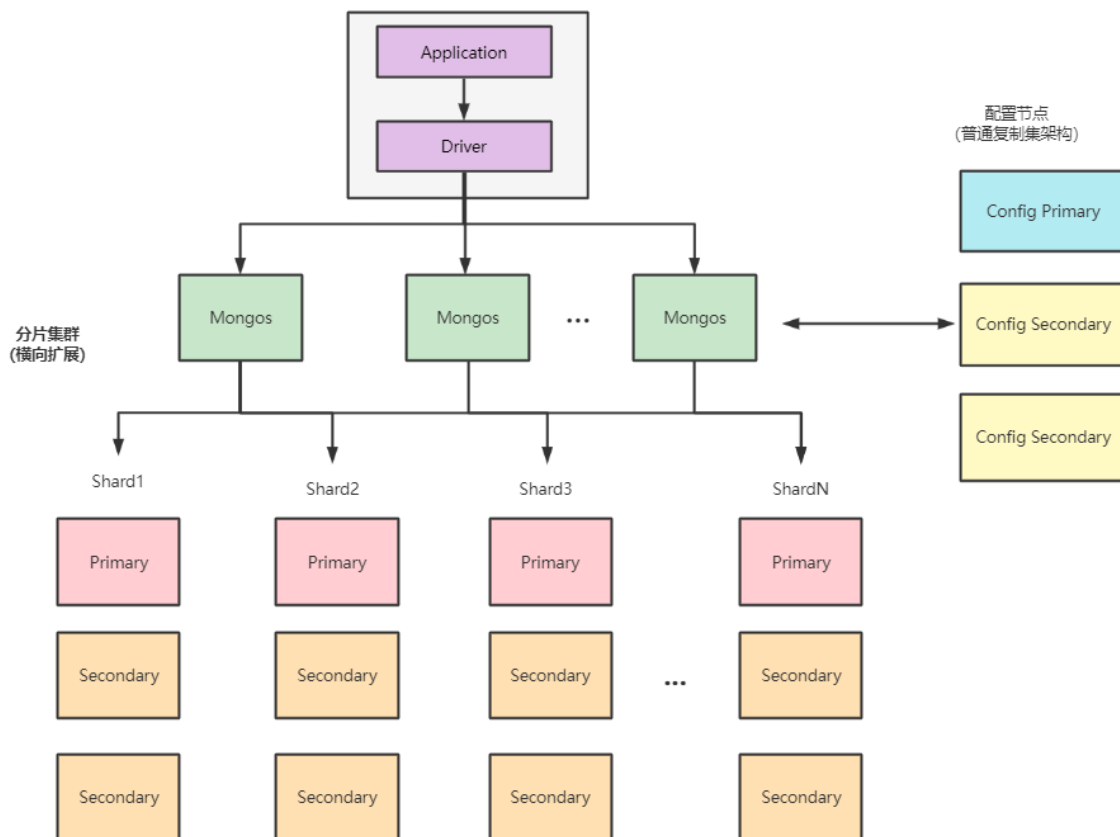 Application
Driver
配置节点
(普通复制集架构)
Config Primary
Mongos
Mongos
...
Mongos
Config Secondary
分片集群
(横向扩展)
Config Secondary
Shard1
Shard2
Shard3
ShardN
Primary
Primary
Primary
Primary
Secondary
Secondary
Secondary
...
Secondary
Secondary
Secondary
Secondary
Secondary